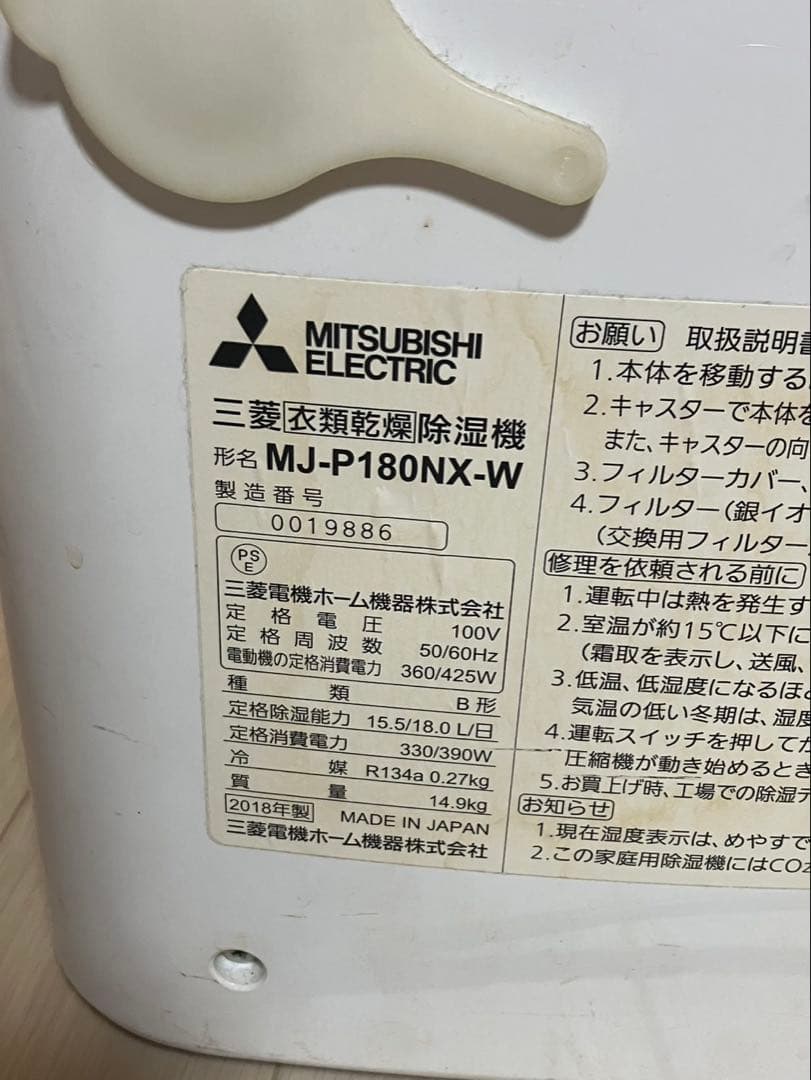 MITSUBISHI
ELECTRIC
三菱衣類乾燥除湿機
形名 MJ-P180NX-W
製造番号
0019886
PS
E
三菱電機ホーム機器株式会社
定格電圧 100V
定格周波数 50/60Hz
電動機の定格消費電力 360/425W
種類 B形
定格除湿能力 15.5/18.0 L/日
定格消費電力 330/390W
冷媒 R134a 0.27kg
質量 14.9kg
2018年製 MADE IN JAPAN
三菱電機ホーム機器株式会社
お願い 取扱説明書
1.本体を移動する
2.キャスターで本体を
また、キャスターの向
3.フィルターカバー、
4.フィルター(銀イオ
(交換用フィルター
修理を依頼される前に
1.運転中は熱を発生す
2.室温が約15℃以下に
(霜取を表示し、送風、
3.低温、低湿度になるほ
気温の低い冬期は、湿度
4.運転スイッチを押してか
圧縮機が動き始めるとき
5.お買上げ時、工場での除湿テ
お知らせ
1.現在湿度表示は、めやすで
2.この家庭用除湿機にはCO2